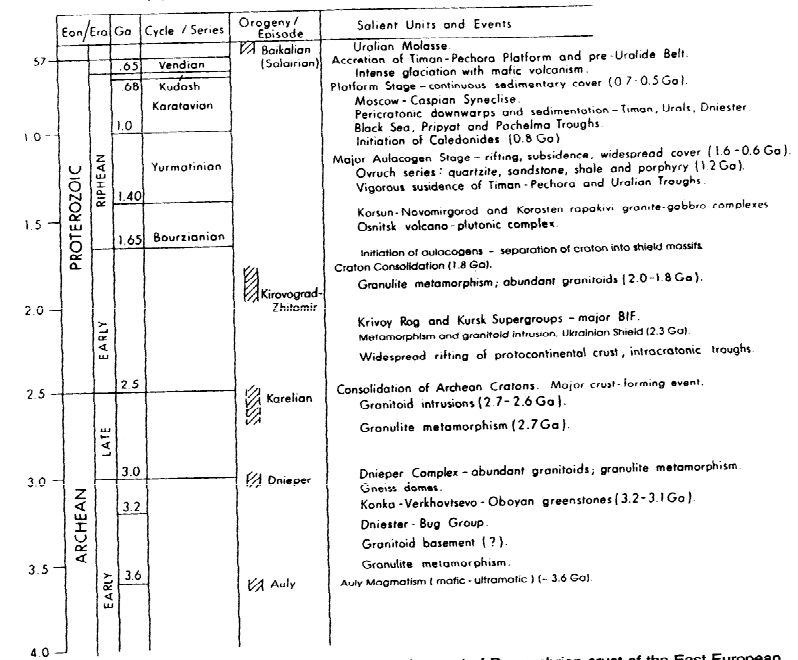 Eon/Era Ga Cycle / Series Orogeny/ Episode Salient Units and Events
Baikalian
(Salairian)
Uralian Molasse.
57
.65 Vendian
Accretion of Timan-Pechora Platform and pre-Uralide Belt.
Intense glaciation with mafic volcanism.
.68 Kudash
Platform Stage – continuous sedimentary cover (0.7-0.5 Ga).
Karatavian
Moscow-Caspian Syneclise.
Pericratonic downwarps and sedimentation – Timan, Urals, Dniester.
1.0
Black Sea, Pripyat and Pachelma Troughs.
1.0
Initiation of Caledonides (0.8 Ga)
Major Aulacogen Stage – rifting, subsidence, widespread cover (1.6-0.6 Ga).
Yurmatinian
Ovruch series: quartzite, sandstone, shale and porphyry (1.2 Ga).
Vigorous susidence of Timan-Pechora and Uralian Troughs.
1.40
Korsun-Novomirgorod and Korosten rapakivi granite-gabbro complexes
1.5
Osnitsk volcano-plutonic complex.
1.65 Bourzianian
Initiation of aulacogens – separation of craton into shield massifs
Craton Consolidation (1.8 Ga).
Kirovograd-
Zhitomir
Granulite metamorphism; abundant granitoids (2.0-1.8 Ga).
2.0
Krivoy Rog and Kursk Supergroups – major BIF.
Metamorphism and granitoid intrusion, Ukrainian Shield (2.3 Ga).
Widespread rifting of protocontinental crust, intracratonic troughs.
PROTEROZOIC
RIPHEAN
EARLY
2.5
2.5
Karelian
Consolidation of Archean Cratons. Major crust-forming event.
Granitoid intrusions (2.7-2.6 Ga).
Granulite metamorphism (2.7 Ga).
LATE
3.0
3.0
Dnieper
Dnieper Complex – abundant granitoids; granulite metamorphism.
Gneiss domes.
Konka-Verkhovtsevo-Oboyan greenstones (3.2-3.1 Ga).
3.2
Dniester-Bug Group.
Granitoid basement (?).
ARCHEAN
3.5
3.6
Granulite metamorphism.
EARLY
Auly
Auly Magmatism (mafic-ultramatic) (~ 3.6 Ga).
4.0
crust of the East European